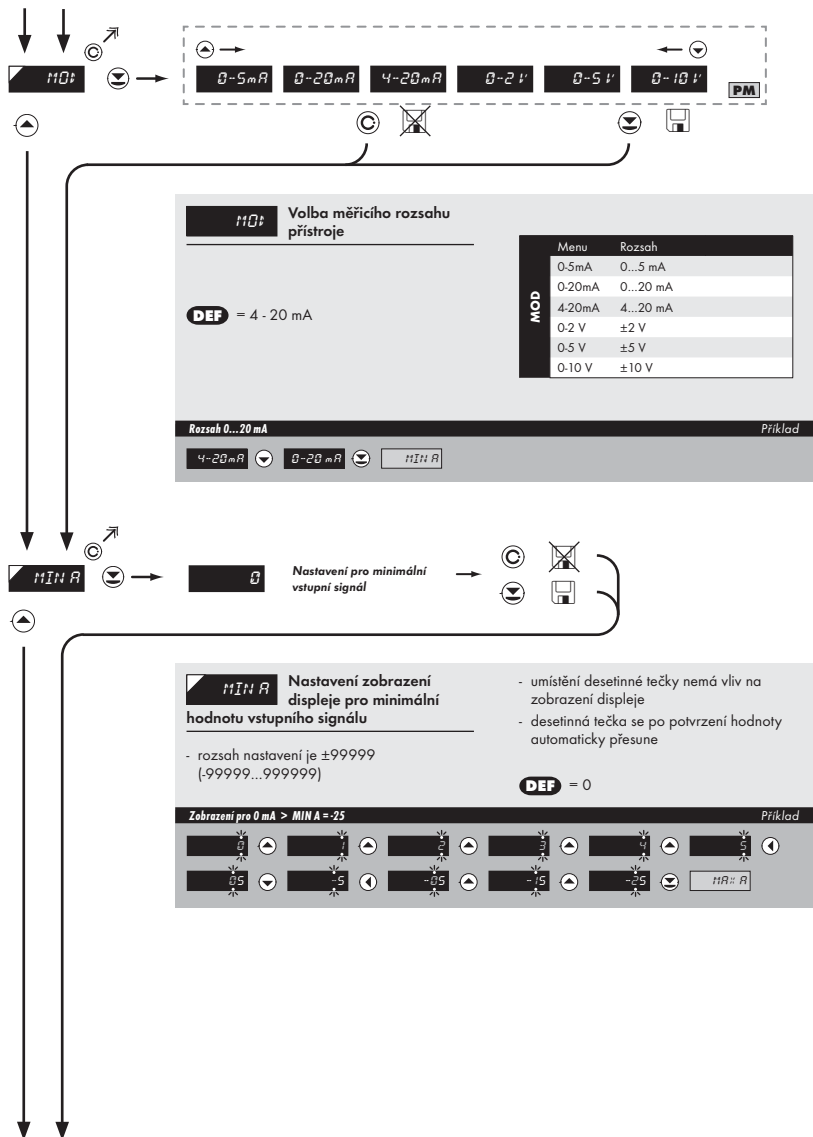 MOD
0-5mA 0-20mA 4-20mA 0-2V 0-5V 0-10V
PM
C
C
MOD Volba měřicího rozsahu
přístroje
DEF = 4 - 20 mA
MOD
Menu Rozsah
0-5mA 0...5 mA
0-20mA 0...20 mA
4-20mA 4...20 mA
0-2 V ±2 V
0-5 V ±5 V
0-10 V ±10 V
Rozsah 0...20 mA Příklad
4-20mA 0-20mA MIN A
C
MIN A 0 Nastavení pro minimální
vstupní signál
C
MIN A Nastavení zobrazení
displeje pro minimální
hodnotu vstupního signálu
- rozsah nastavení je ±99999
(-99999...999999)
- umístění desetinné tečky nemá vliv na
zobrazení displeje
- desetinná tečka se po potvrzení hodnoty
automaticky přesune
DEF = 0
Zobrazení pro 0 mA > MIN A = -25 Příklad
0 1 2 3 4 5
05 -5 -05 -15 -25 MAX A